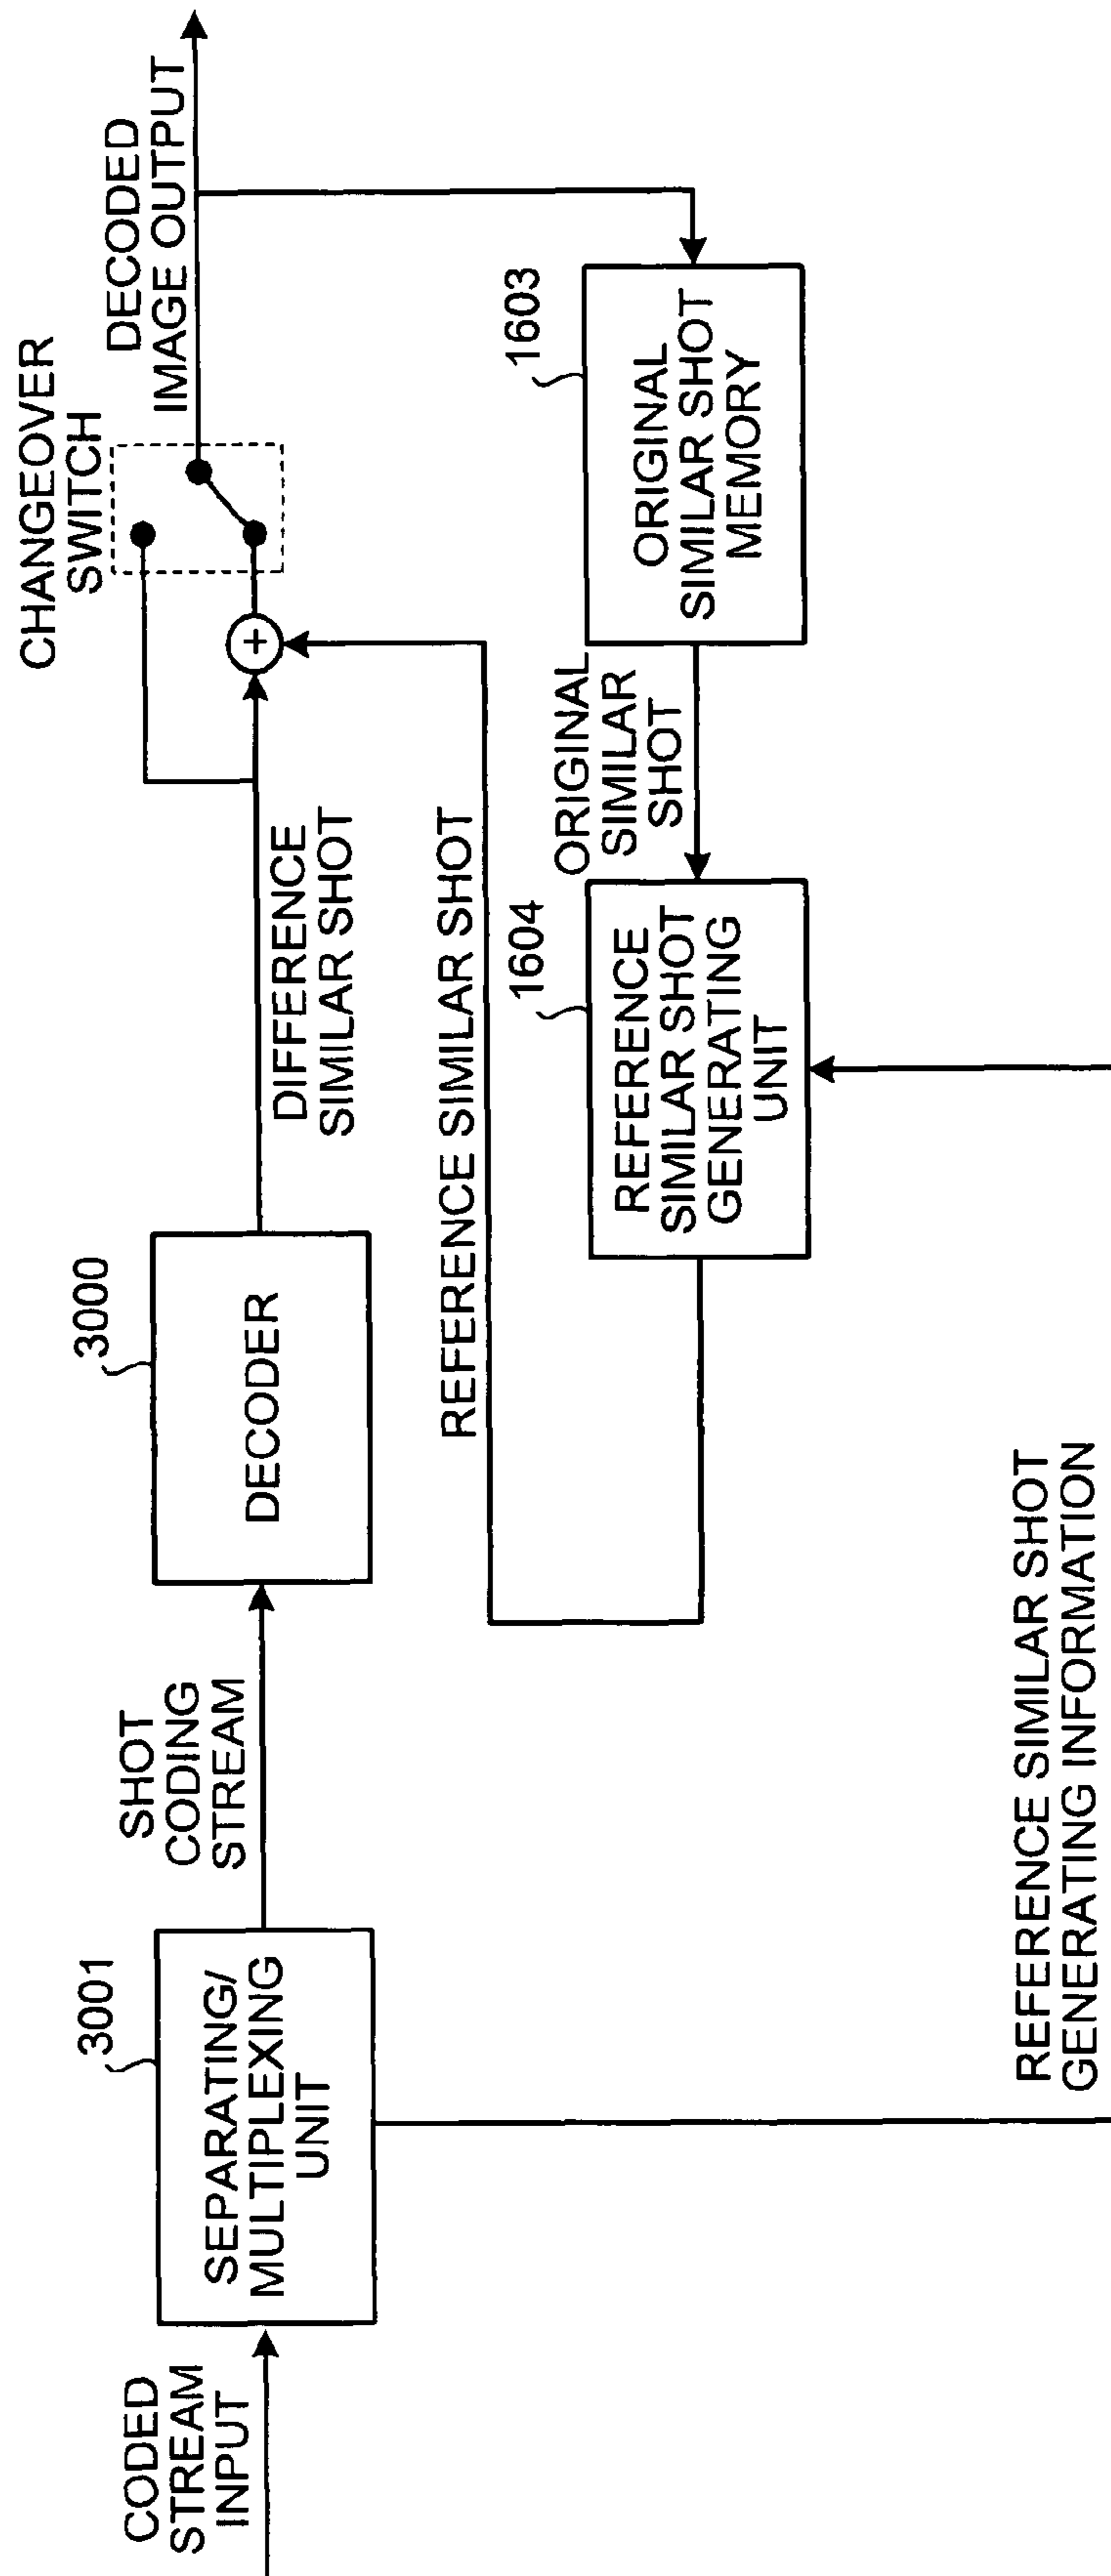 CODED
STREAM
INPUT
3001
SEPARATING/
MULTIPLEXING
UNIT
SHOT
CODING
STREAM
3000
DECODER
DIFFERENCE
SIMILAR SHOT
CHANGEOVER
SWITCH
+
DECODED
IMAGE OUTPUT
REFERENCE SIMILAR SHOT
1604
REFERENCE
SIMILAR SHOT
GENERATING
UNIT
ORIGINAL
SIMILAR
SHOT
1603
ORIGINAL
SIMILAR SHOT
MEMORY
REFERENCE SIMILAR SHOT
GENERATING INFORMATION